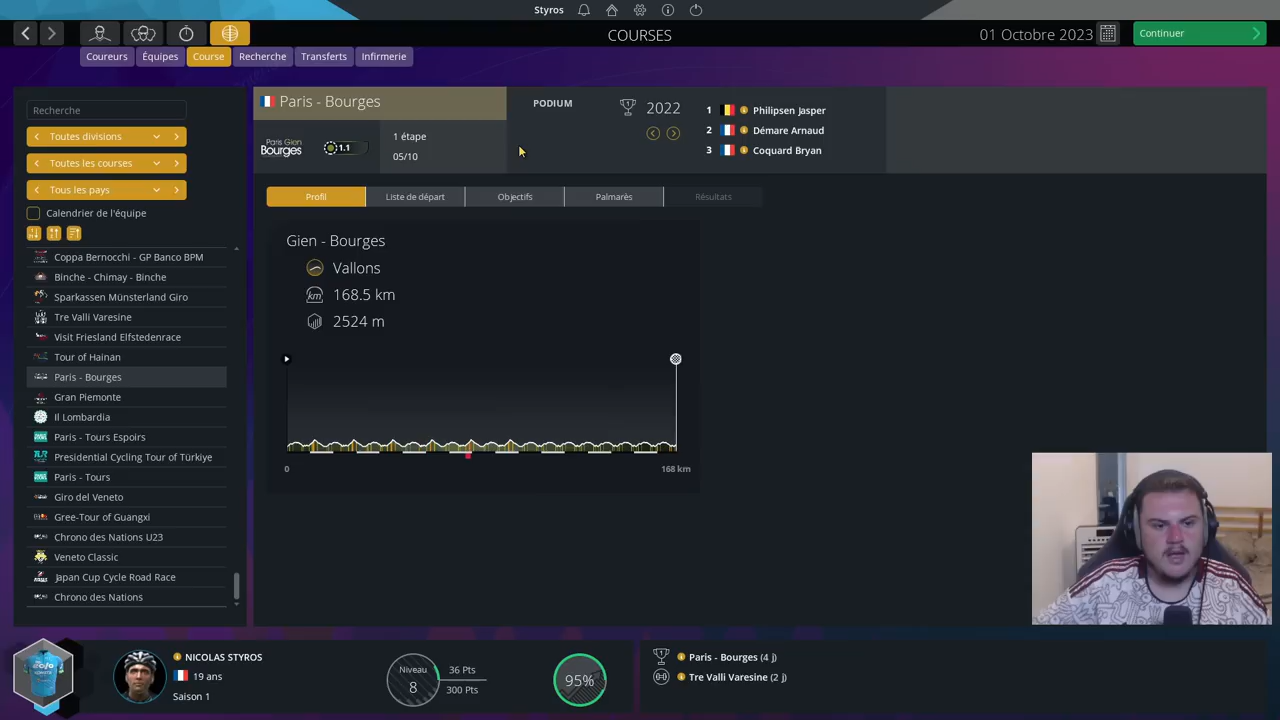 Styros
COURSES
01 Octobre 2023
Continuer
Coureurs
Équipes
Course
Recherche
Transferts
Infirmerie
Recherche
Toutes divisions
Toutes les courses
Tous les pays
Calendrier de l'équipe
Coppa Bernocchi - GP Banco BPM
Binche - Chimay - Binche
Sparkassen Münsterland Giro
Tre Valli Varesine
Visit Friesland Elfstedenrace
Tour of Hainan
Paris - Bourges
Gran Piemonte
Il Lombardia
Paris - Tours Espoirs
Presidential Cycling Tour of Türkiye
Paris - Tours
Giro del Veneto
Gree-Tour of Guangxi
Chrono des Nations U23
Veneto Classic
Japan Cup Cycle Road Race
Chrono des Nations
Paris - Bourges
Paris Gien
Bourges
1.1
1 étape
05/10
PODIUM
2022
1 Philipsen Jasper
2 Démare Arnaud
3 Coquard Bryan
Profil
Liste de départ
Objectifs
Palmarès
Résultats
Gien - Bourges
Vallons
km 168.5 km
2524 m
0
168 km
NICOLAS STYROS
19 ans
Saison 1
Niveau
8
36 Pts
300 Pts
95%
Paris - Bourges (4 j)
Tre Valli Varesine (2 j)